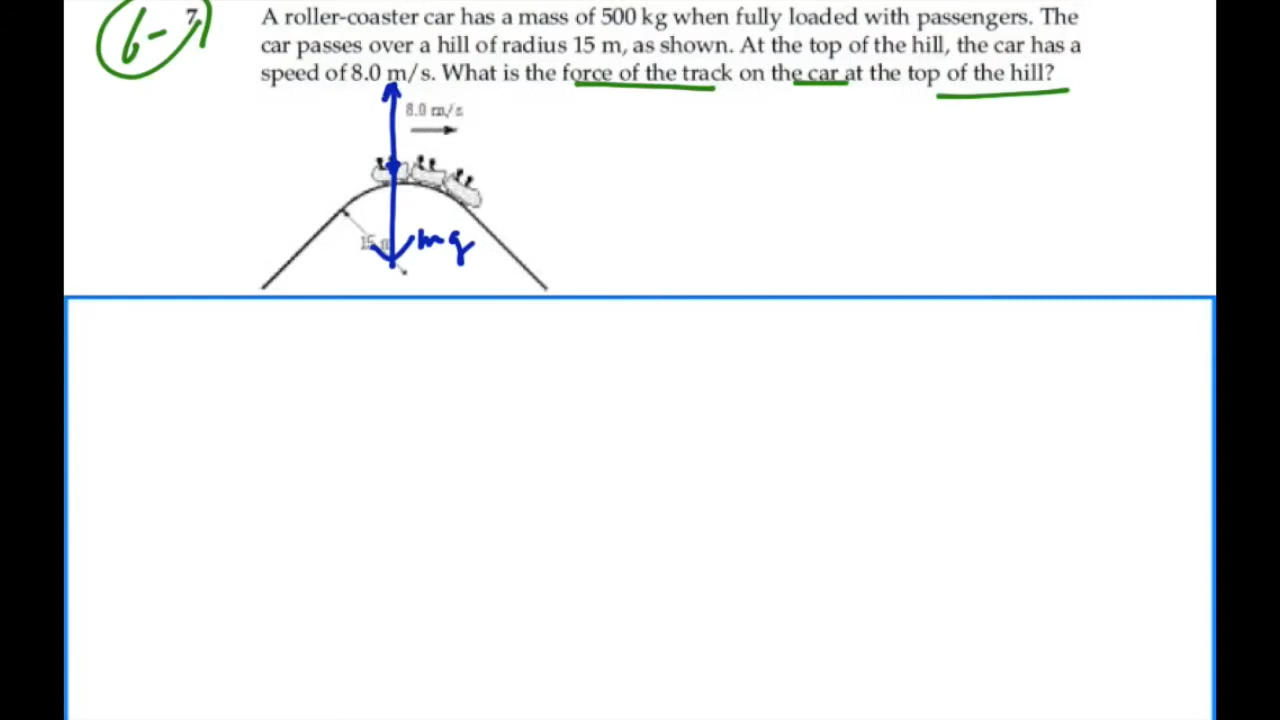 6-7
7. A roller-coaster car has a mass of 500 kg when fully loaded with passengers. The
car passes over a hill of radius 15 m, as shown. At the top of the hill, the car has a
speed of 8.0 m/s. What is the force of the track on the car at the top of the hill?
8.0 m/s
15 m
mg